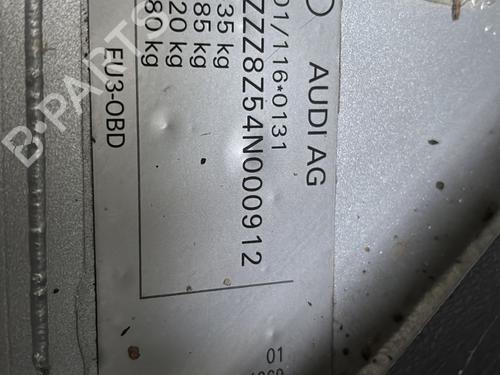 AUDI AG
01/116*0131
ZZZ8Z54N000912
35 kg
85 kg
20 kg
80 kg
EU3-OBD
01
B-PARTS